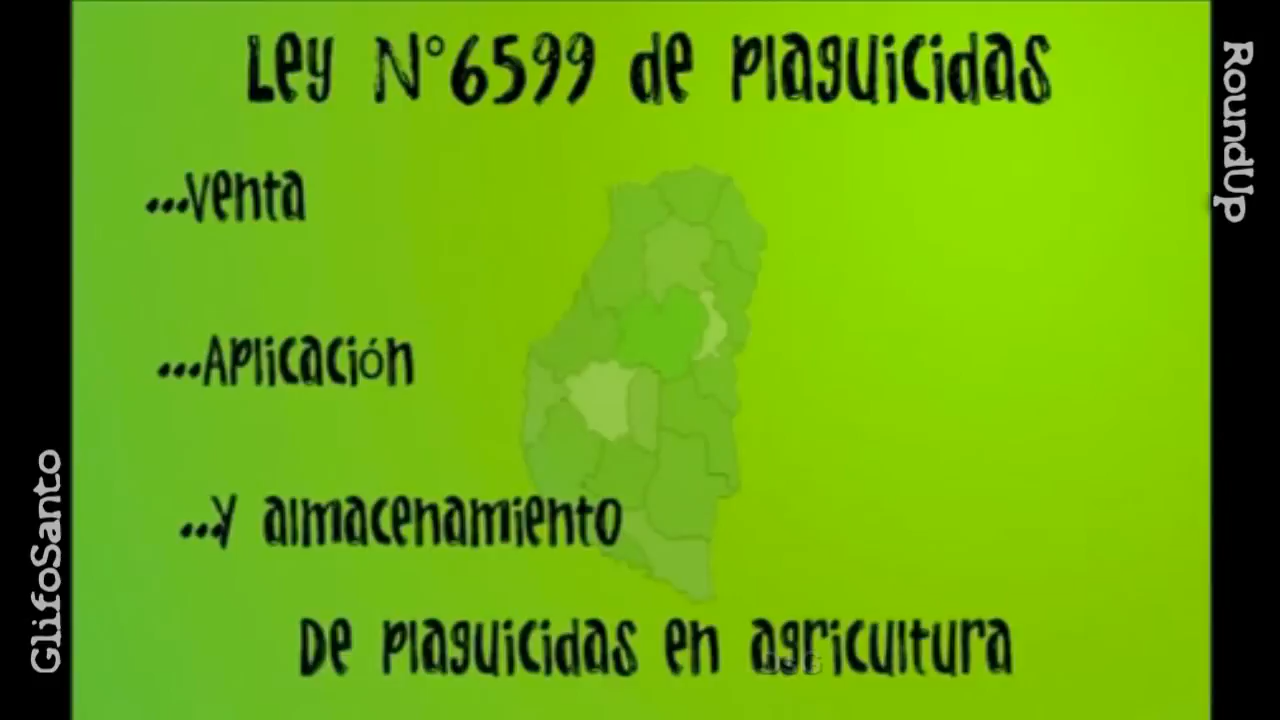 Ley N°6599 de plaguicidas
...venta
...Aplicación
...y almacenamiento
De plaguicidas en agricultura
GlifoSanto
RoundUp